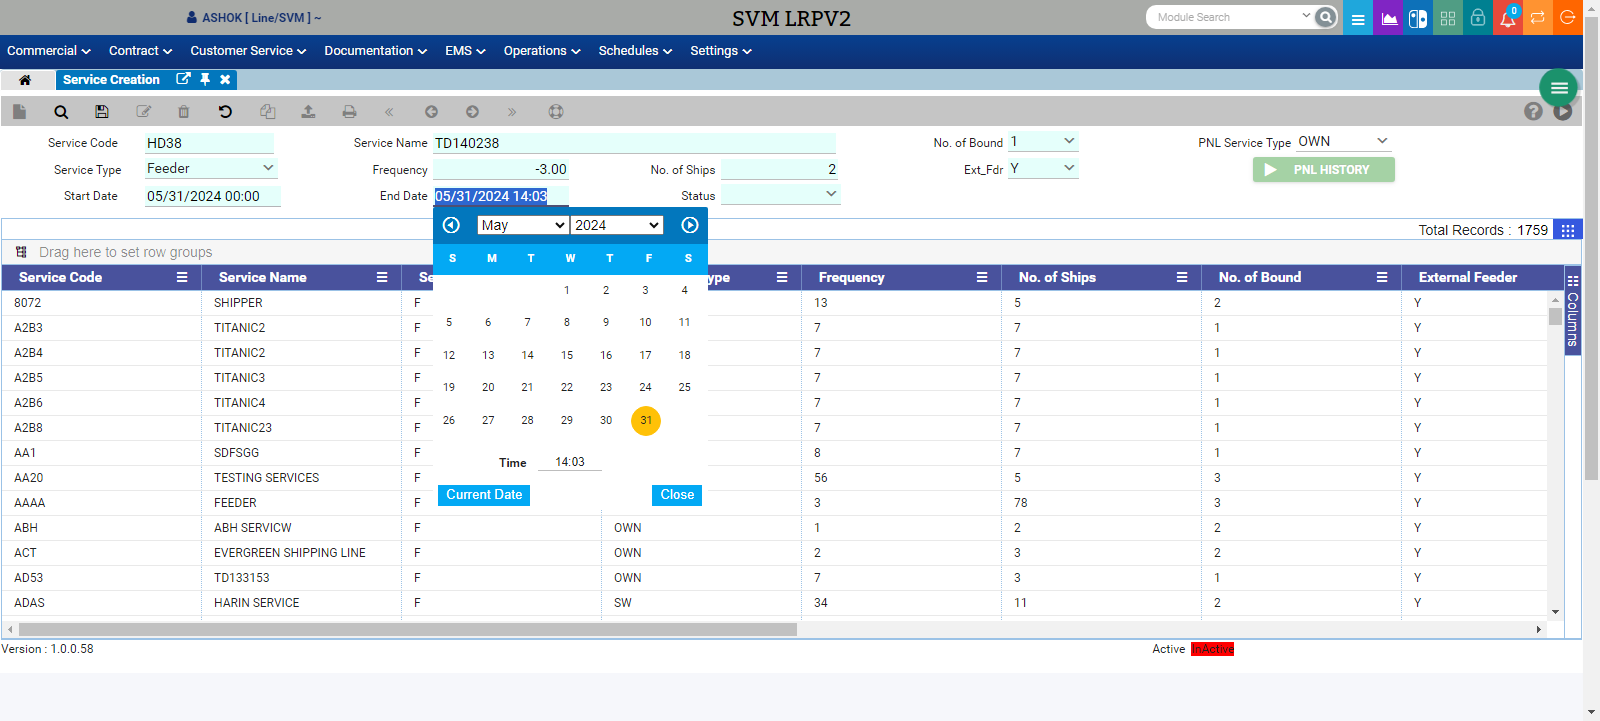 ASHOK [ Line/SVM ] ~
SVM LRPV2
Module Search
0
Commercial Contract Customer Service Documentation EMS Operations Schedules Settings
Service Creation
Service Code HD38 Service Name TD140238 No. of Bound 1 PNL Service Type OWN
Service Type Feeder Frequency -3.00 No. of Ships 2 Ext_Fdr Y PNL HISTORY
Start Date 05/31/2024 00:00 End Date 05/31/2024 14:03 Status
May 2024
Total Records : 1759
Drag here to set row groups
S M T W T F S
1 2 3 4
5 6 7 8 9 10 11
12 13 14 15 16 17 18
19 20 21 22 23 24 25
26 27 28 29 30 31
Time 14:03
Current Date Close
Service Code Service Name Se ype Frequency No. of Ships No. of Bound External Feeder
Columns
8072 SHIPPER F 13 5 2 Y
A2B3 TITANIC2 F 7 7 1 Y
A2B4 TITANIC2 F 7 7 1 Y
A2B5 TITANIC3 F 7 7 1 Y
A2B6 TITANIC4 F 7 7 1 Y
A2B8 TITANIC23 F 7 7 1 Y
AA1 SDFSGG F 8 7 1 Y
AA20 TESTING SERVICES F 56 5 3 Y
AAAA FEEDER F 3 78 3 Y
ABH ABH SERVICW F OWN 1 2 2 Y
ACT EVERGREEN SHIPPING LINE F OWN 2 3 2 Y
AD53 TD133153 F OWN 7 3 1 Y
ADAS HARIN SERVICE F SW 34 11 2 Y
Version : 1.0.0.58
Active InActive